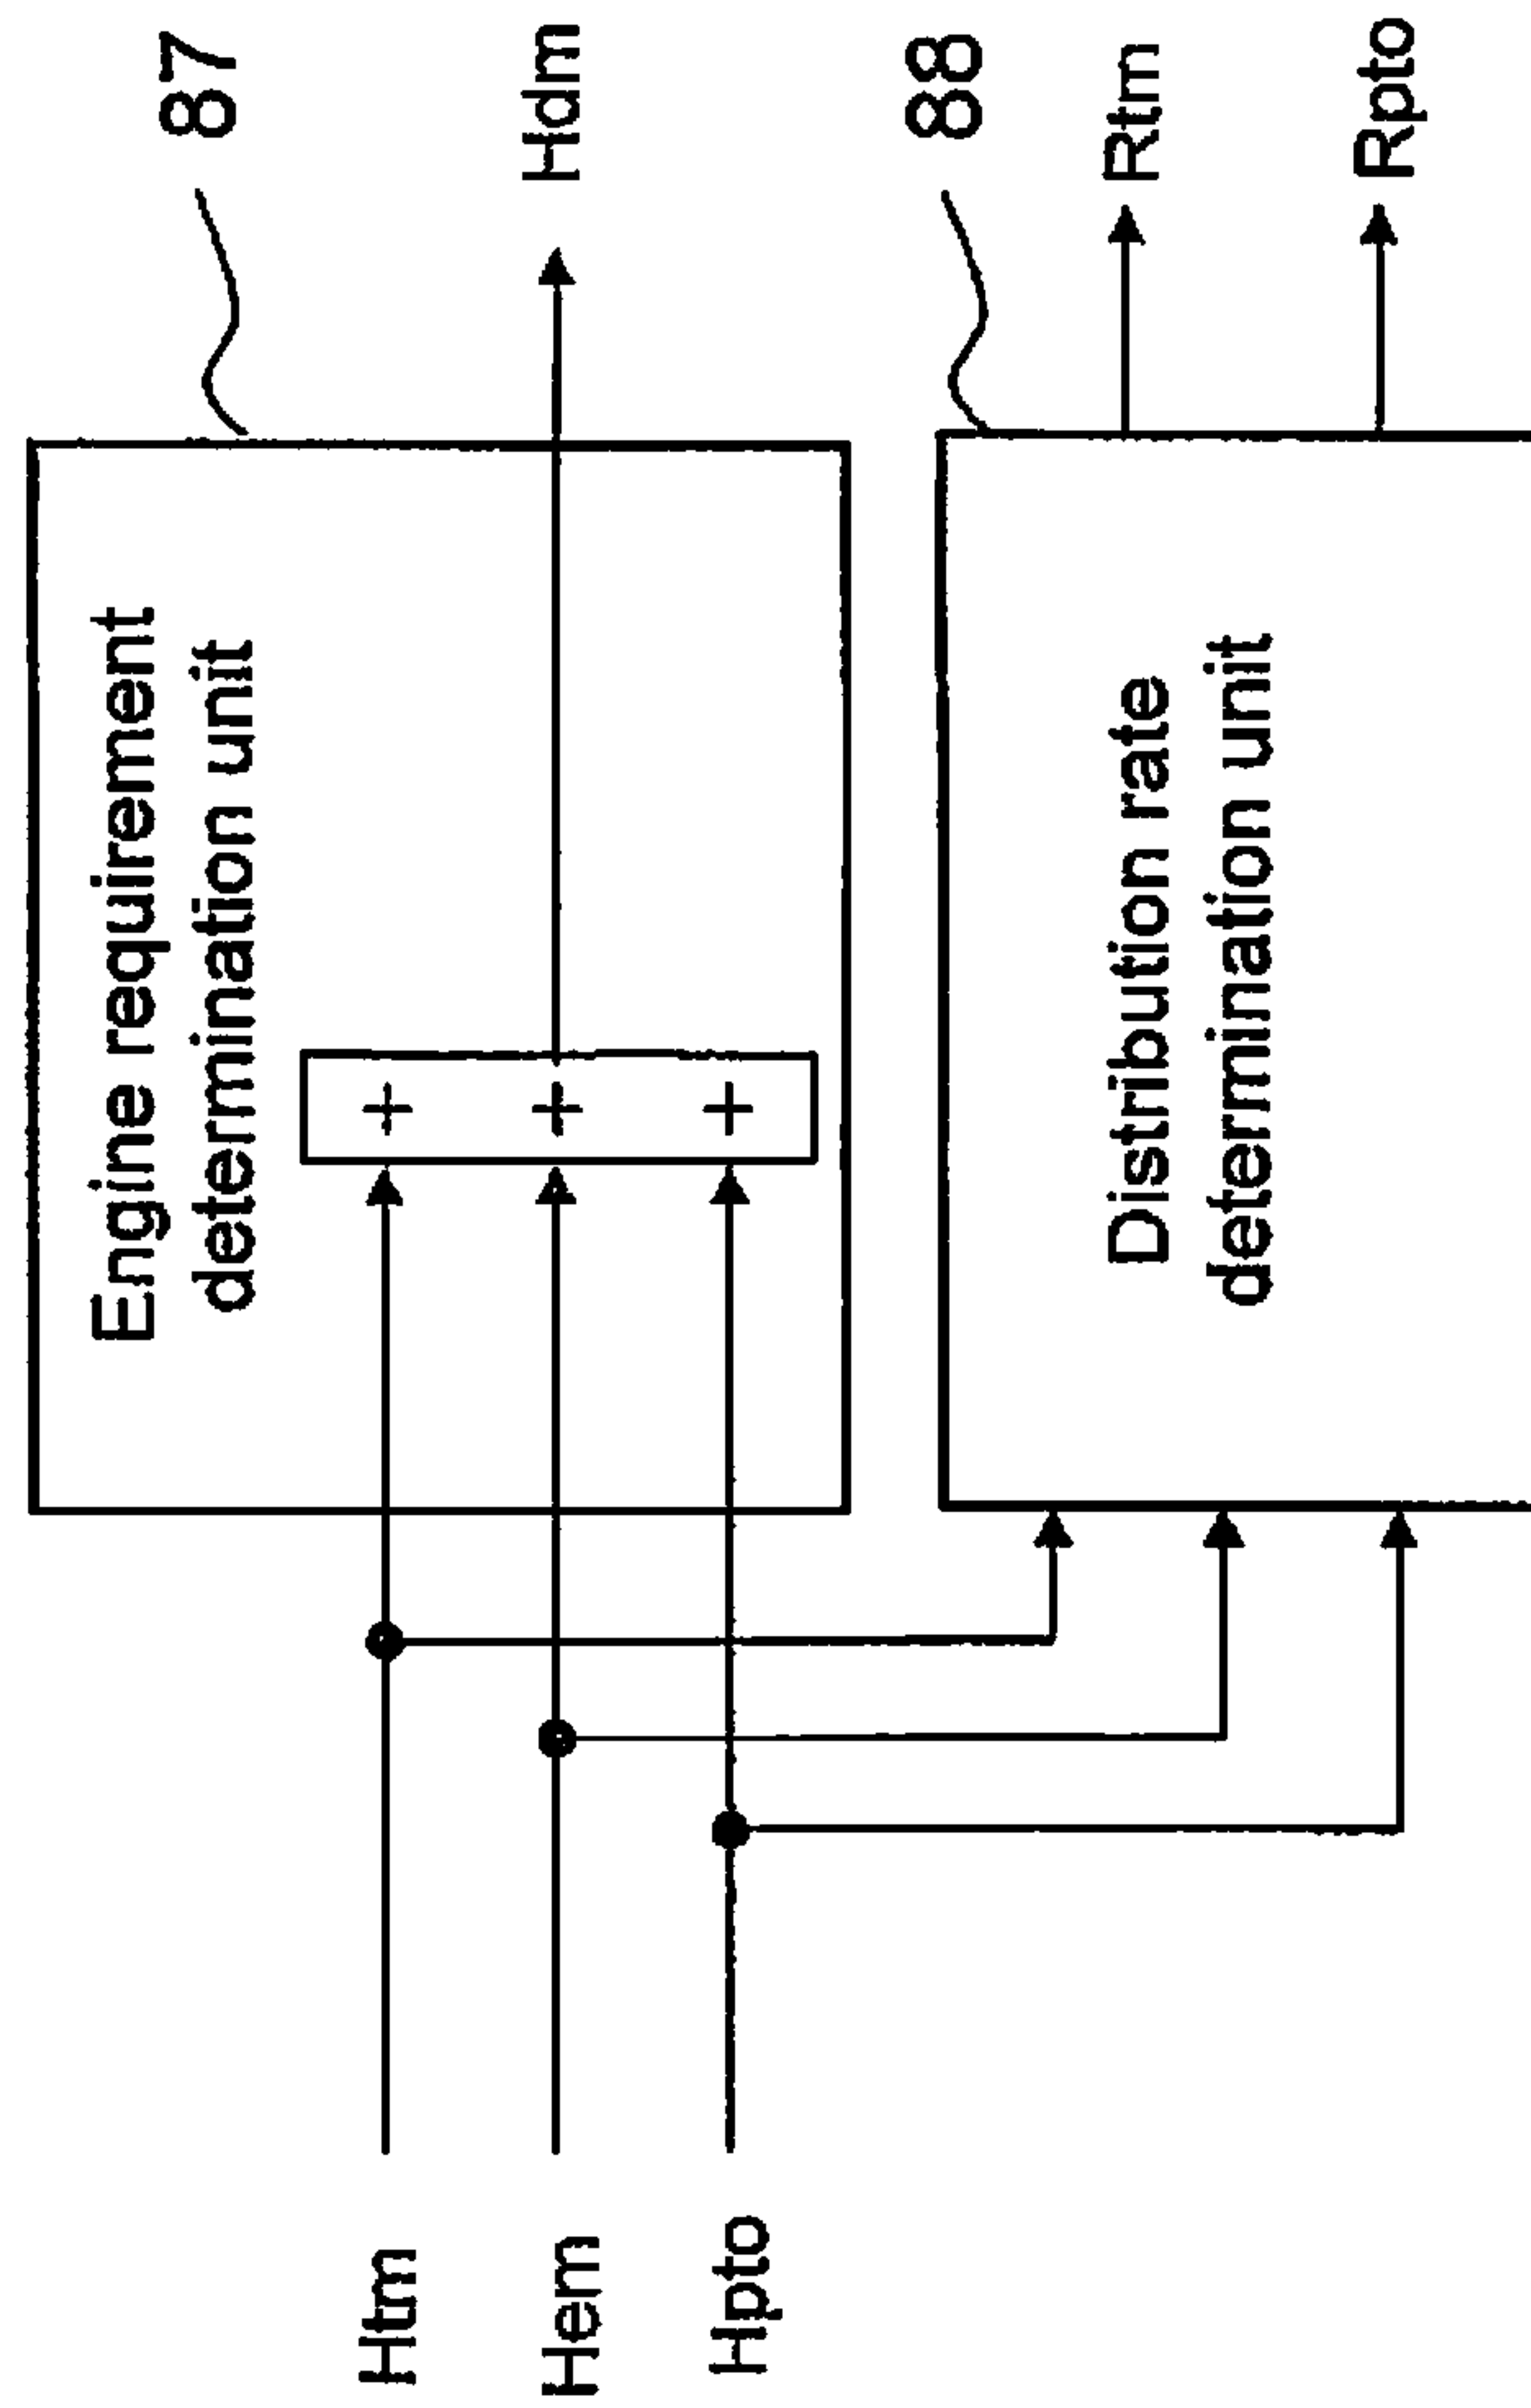 87
Engine requirement
determination unit
Htm
+
Hem
+
Hdm
Hpto
+
88
Distribution rate
determination unit
Rtm
Rpto